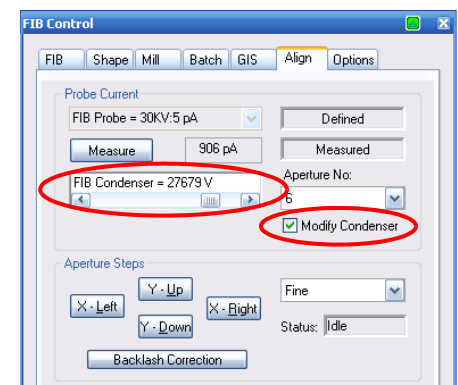 FIB Control
FIB Shape Mill Batch GIS Align Options
Probe Current
FIB Probe = 30KV:5 pA Defined
Measure 906 pA Measured
FIB Condenser = 27679 V Aperture No:
6
Modify Condenser
Aperture Steps
Y - Up Fine
X - Left X - Right
Y - Down Status: Idle
Backlash Correction